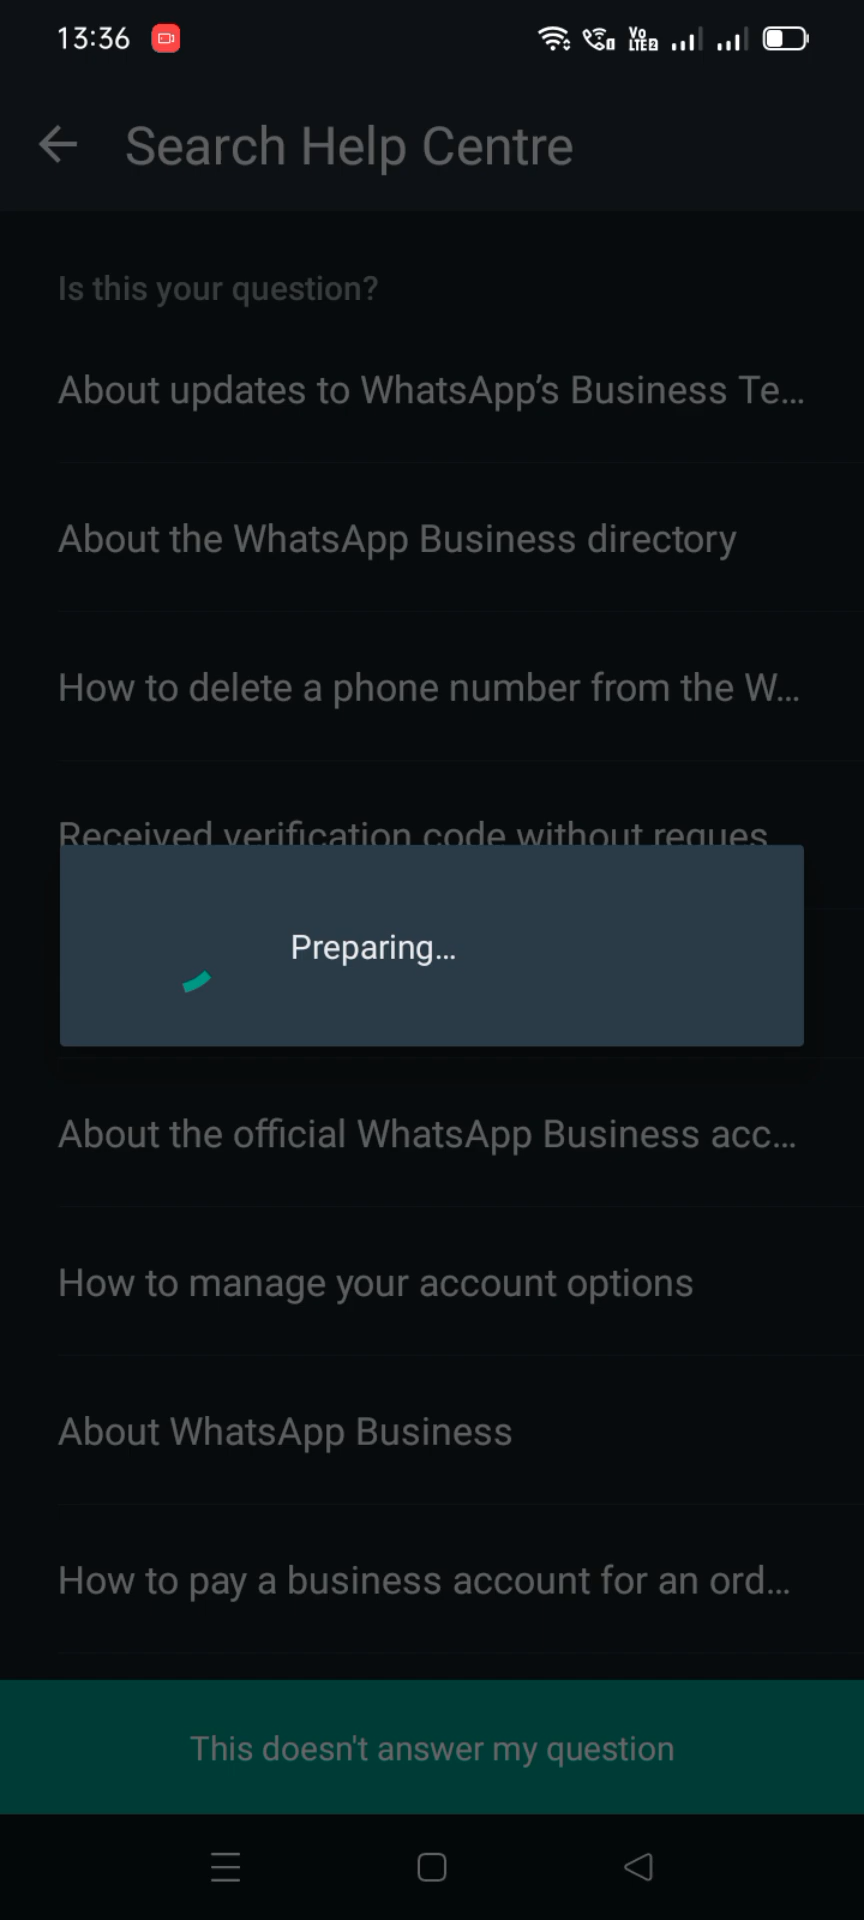 13:36
Vo
LTE2
Search Help Centre
Is this your question?
About updates to WhatsApp’s Business Te...
About the WhatsApp Business directory
How to delete a phone number from the W...
Received verification code without reques
Preparing...
About the official WhatsApp Business acc...
How to manage your account options
About WhatsApp Business
How to pay a business account for an ord...
This doesn't answer my question